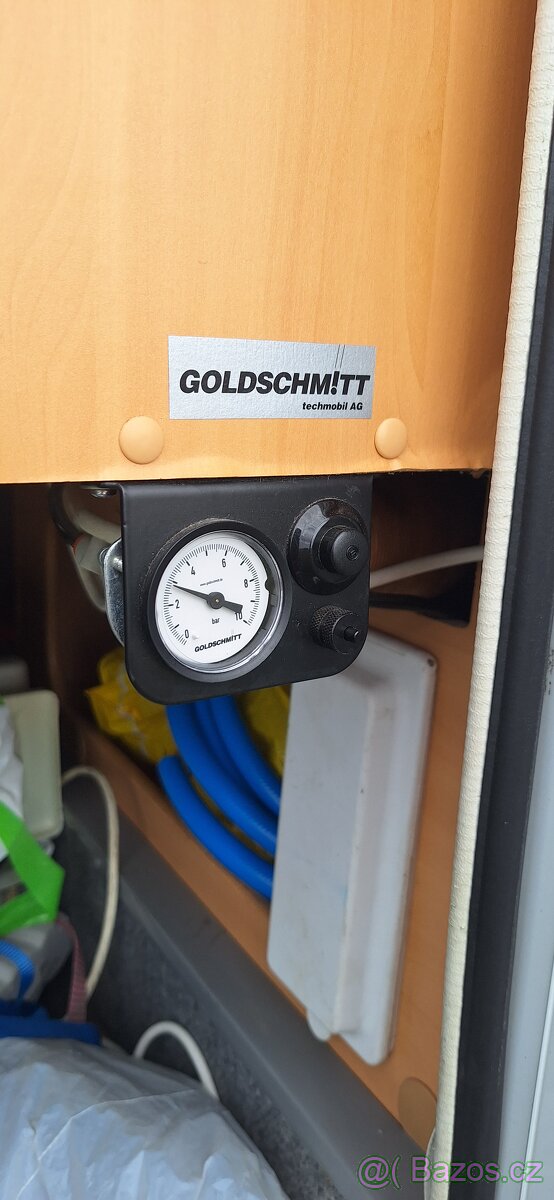 GOLDSCHM!TT
techmobil AG
0 2 4 6 8 10
bar
GOLDSCHMITT
@( Bazos.cz